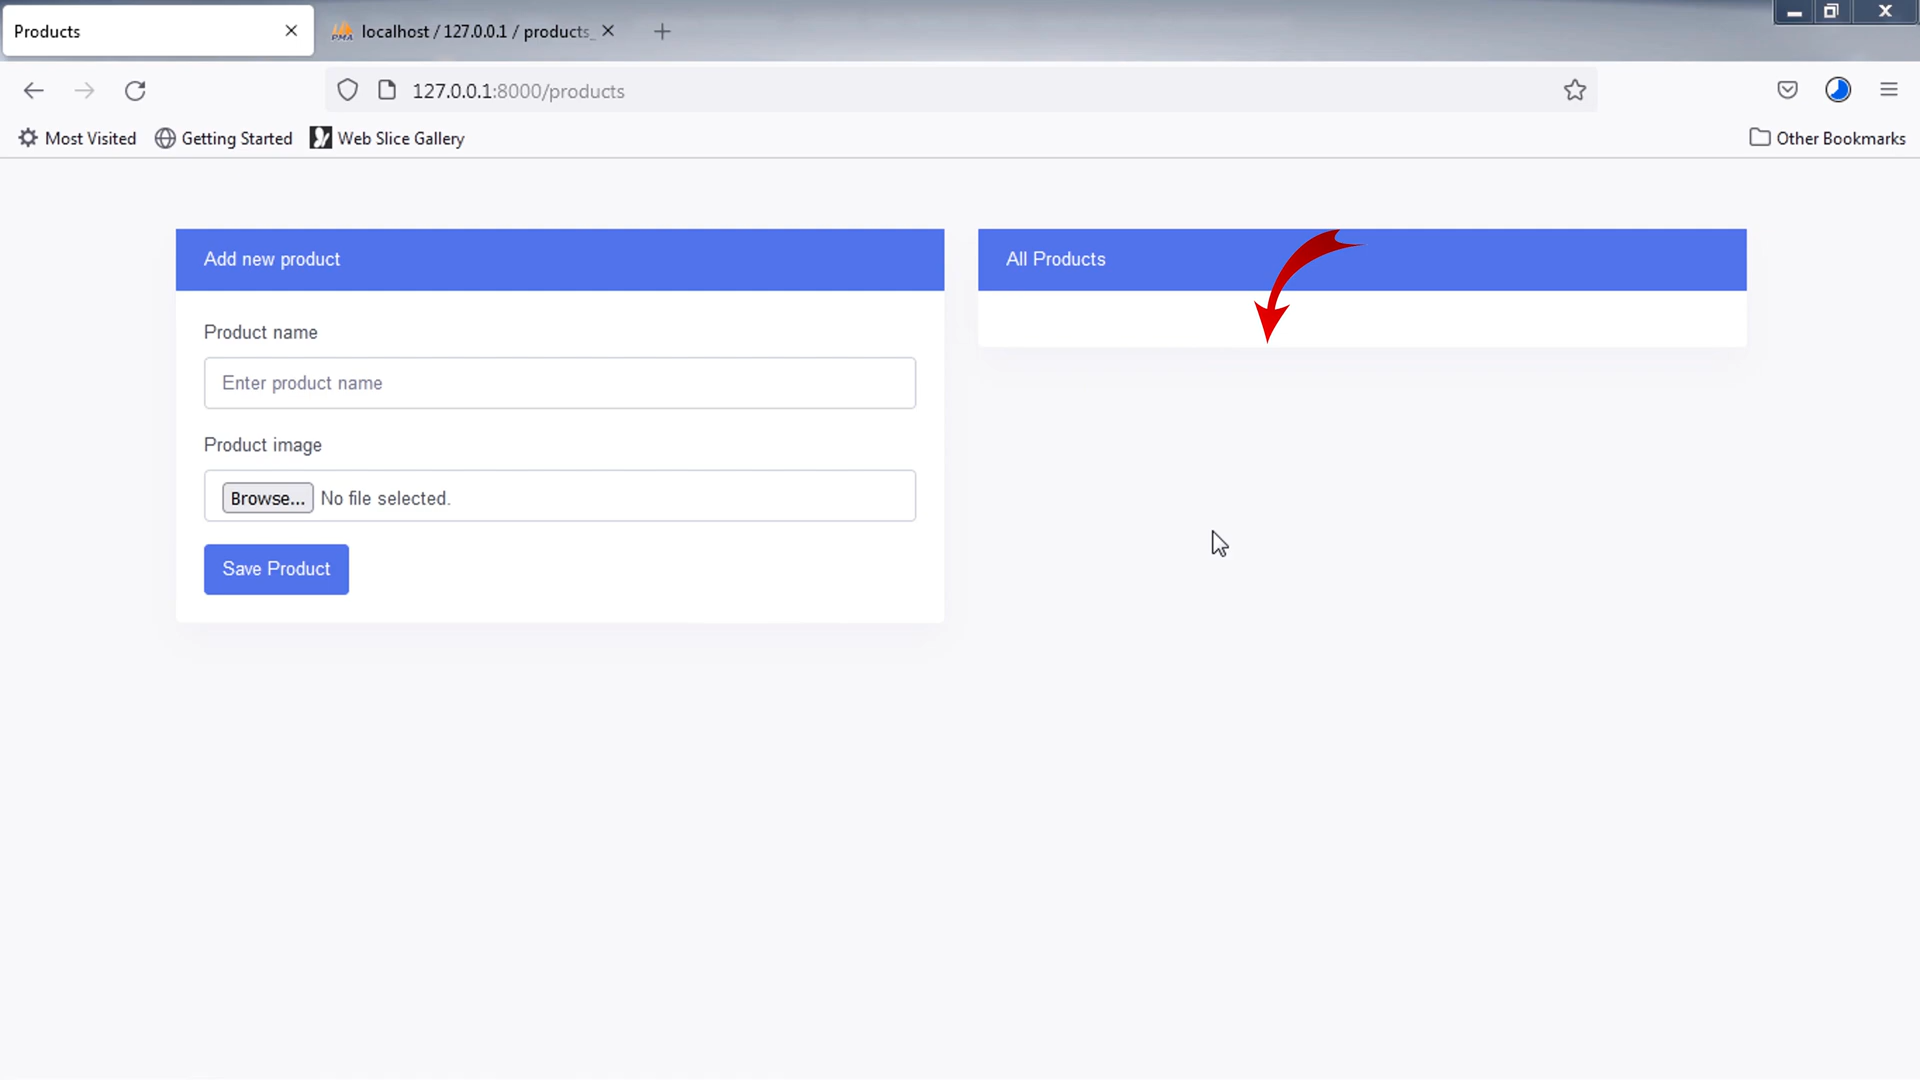 Products
PMA localhost / 127.0.0.1 / products_
127.0.0.1:8000/products
Most Visited
Getting Started
Web Slice Gallery
Other Bookmarks
Add new product
All Products
Product name
Enter product name
Product image
Browse... No file selected.
Save Product